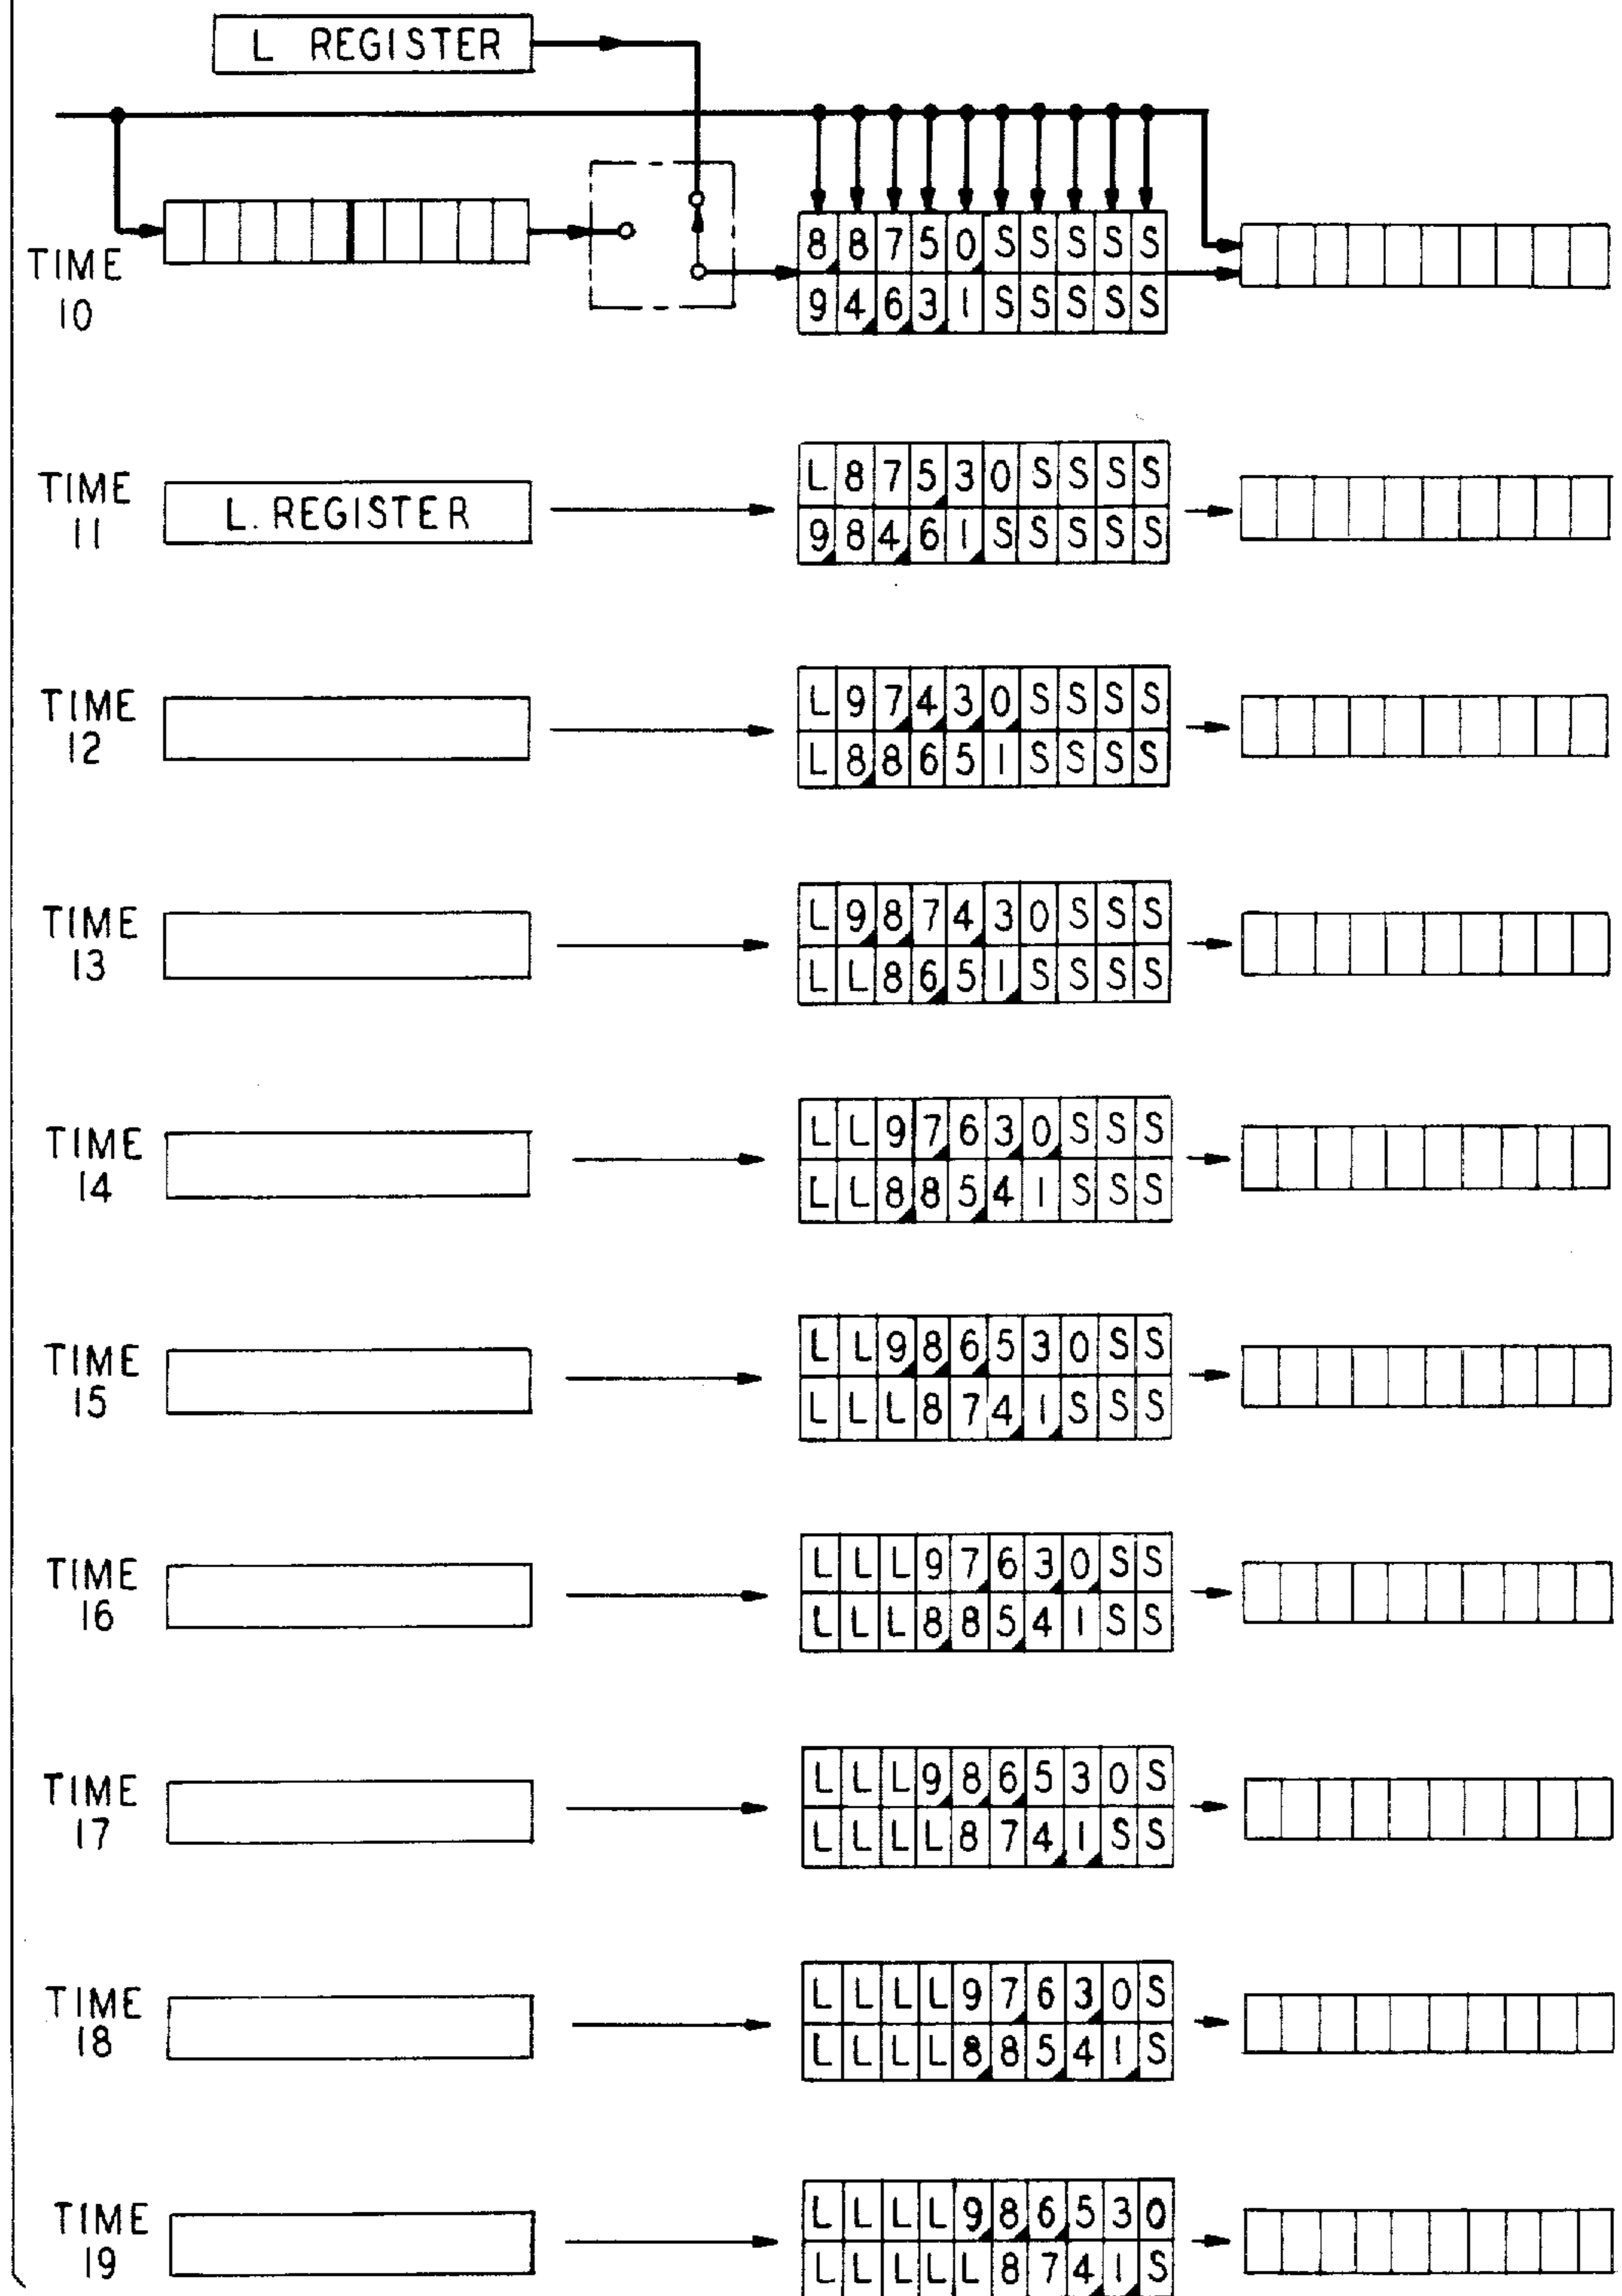 L REGISTER
TIME
10
8 8 7 5 0 S S S S S
9 4 6 3 1 S S S S S
TIME
11
L. REGISTER
L 8 7 5 3 0 S S S S
9 8 4 6 1 S S S S S
TIME
12
L 9 7 4 3 0 S S S S
L 8 8 6 5 1 S S S S
TIME
13
L 9 8 7 4 3 0 S S S
L L 8 6 5 1 S S S S
TIME
14
L L 9 7 6 3 0 S S S
L L 8 8 5 4 1 S S S
TIME
15
L L 9 8 6 5 3 0 S S
L L L 8 7 4 1 S S S
TIME
16
L L L 9 7 6 3 0 S S
L L L 8 8 5 4 1 S S
TIME
17
L L L 9 8 6 5 3 0 S
L L L L 8 7 4 1 S S
TIME
18
L L L L 9 7 6 3 0 S
L L L L 8 8 5 4 1 S
TIME
19
L L L L 9 8 6 5 3 0
L L L L L 8 7 4 1 S